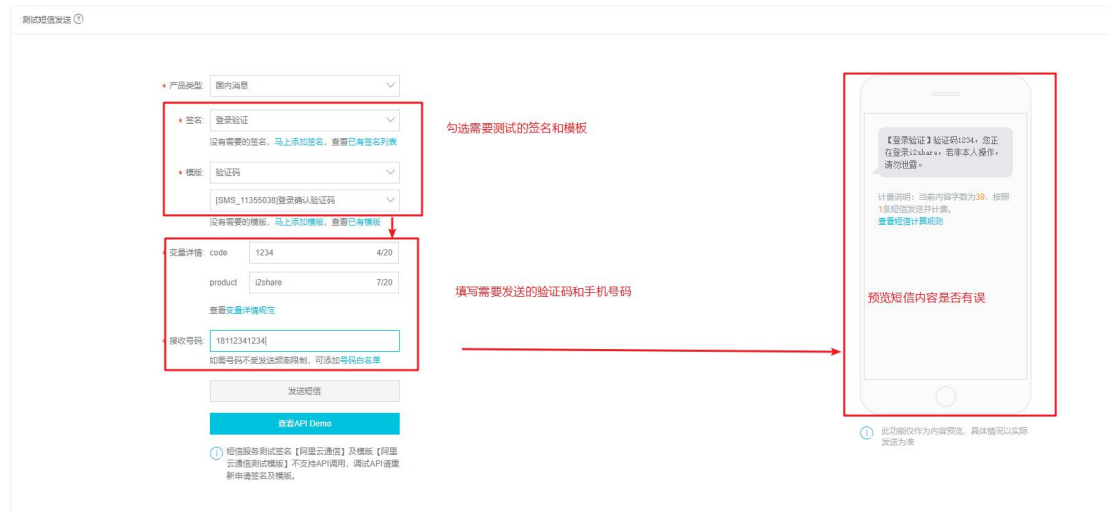 测试短信发送 ?
* 产品类型: 国内消息
* 签名: 登录验证
没有需要的签名，马上添加签名，查看已有签名列表
* 模版: 验证码
[SMS_11355038]登录确认验证码
没有需要的模版，马上添加模版，查看已有模版
* 变量详情: code 1234 4/20
product i2share 7/20
查看变量详情规范
* 接收号码: 18112341234
如需号码不受发送频率限制，可添加号码白名单
发送短信
查看API Demo
短信服务测试签名【阿里云通信】及模版【阿里
云通信测试模版】不支持API调用，调试API请重
新申请签名及模版。
勾选需要测试的签名和模板
填写需要发送的验证码和手机号码
【登录验证】验证码1234，您正
在登录i2share，若非本人操作，
请勿泄露。
计费说明：当前内容字数为39，按照
1条短信发送并计费。
查看短信计算规则
预览短信内容是否有误
此功能仅作为内容预览，具体情况以实际
发送为准